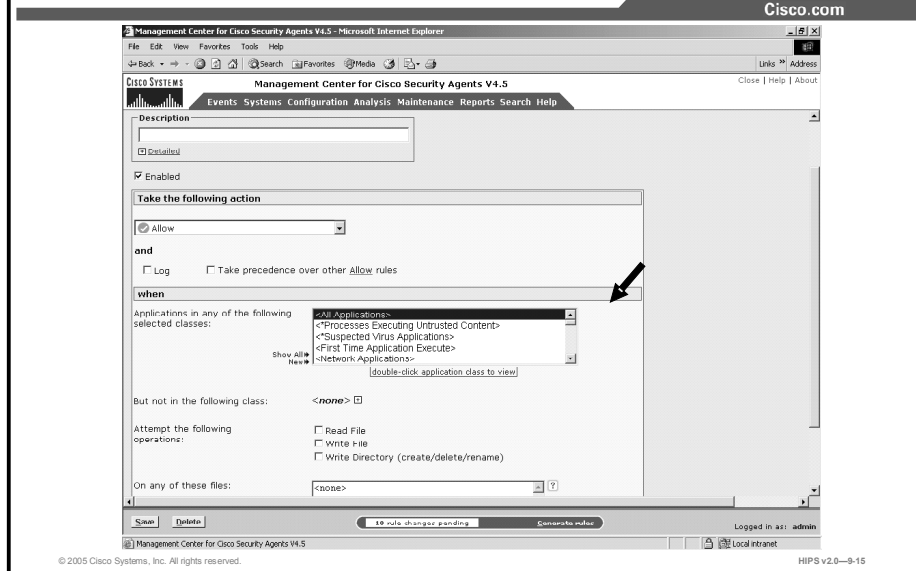 Cisco.com
Management Center for Cisco Security Agents V4.5 - Microsoft Internet Explorer
File Edit View Favorites Tools Help
Back Search Favorites Media Links » Address
CISCO SYSTEMS
Management Center for Cisco Security Agents V4.5
Close | Help | About
Events Systems Configuration Analysis Maintenance Reports Search Help
Description
Detailed
Enabled
Take the following action
Allow
and
Log Take precedence over other Allow rules
when
Applications in any of the following selected classes:
<All Applications>
<*Processes Executing Untrusted Content>
<*Suspected Virus Applications>
<First Time Application Execute>
<Network Applications>
Show All
New
double-click application class to view
But not in the following class: <none>
Attempt the following operations:
Read File
Write File
Write Directory (create/delete/rename)
On any of these files: <none> ?
Save Delete 10 rule changes pending Generate rules Logged in as: admin
Management Center for Cisco Security Agents V4.5 Local intranet
© 2005 Cisco Systems, Inc. All rights reserved. HIPS v2.0—9-15